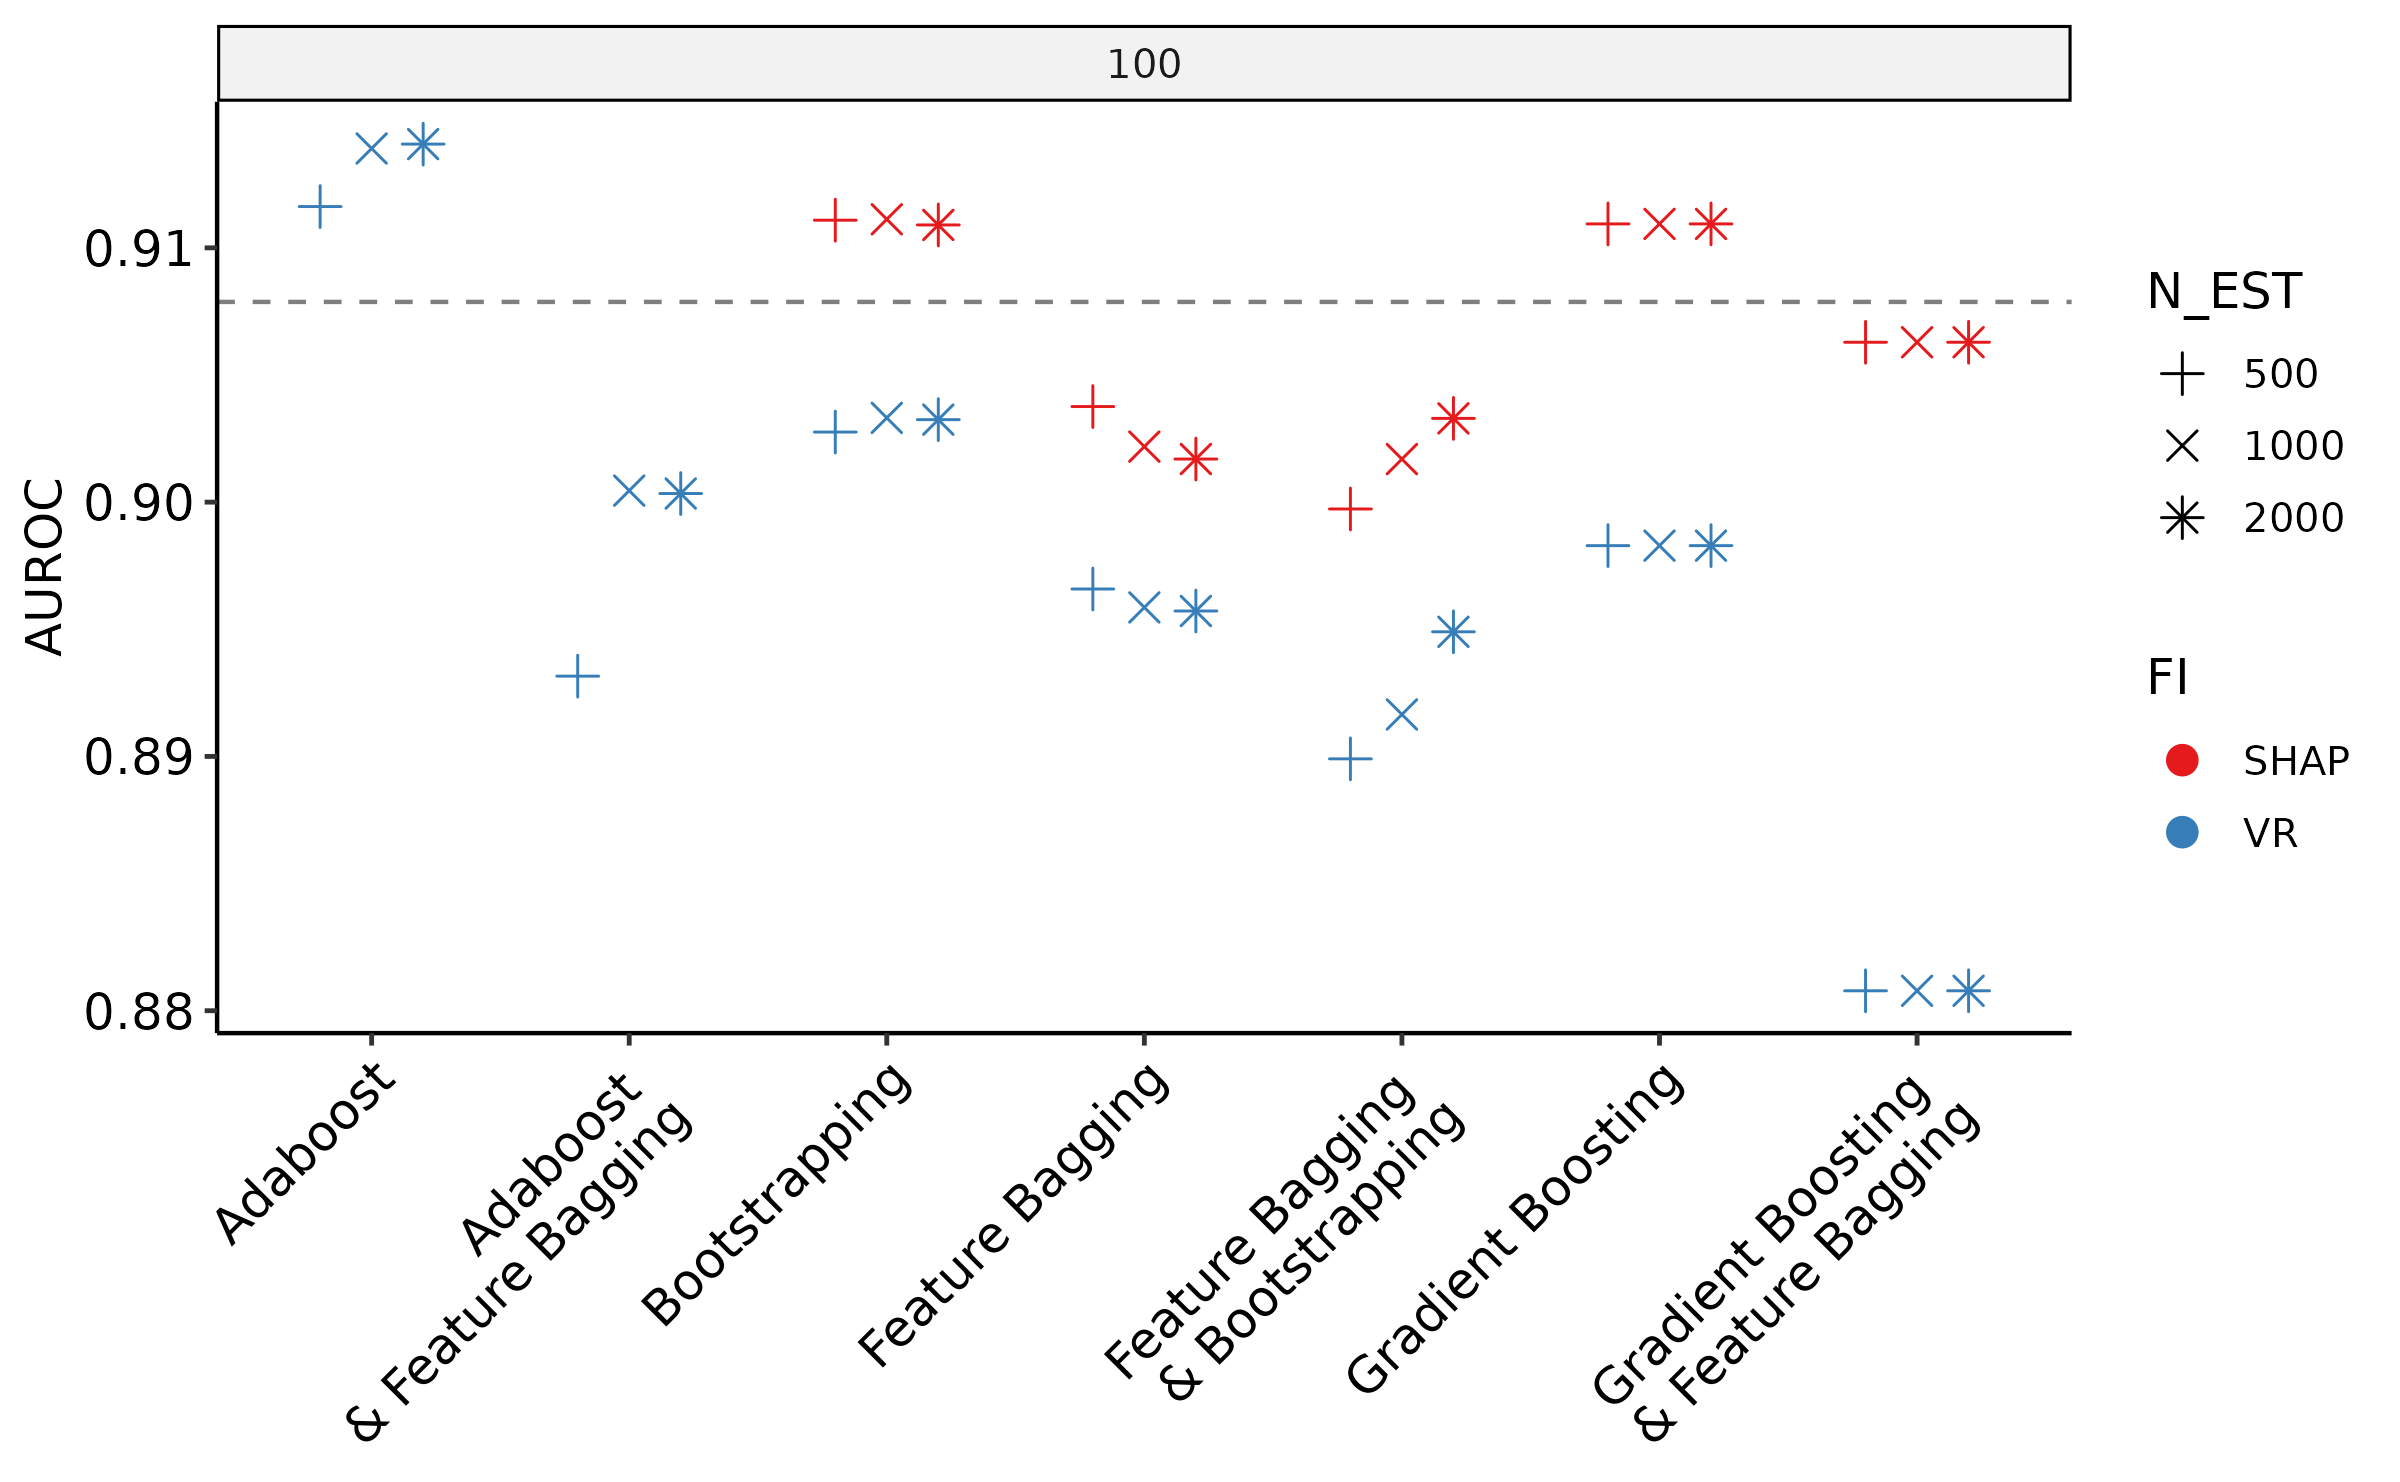 100
AUROC
0.91
0.90
0.89
0.88
Adaboost
Adaboost
& Feature Bagging
Bootstrapping
Feature Bagging
Feature Bagging
& Bootstrapping
Gradient Boosting
Gradient Boosting
& Feature Bagging
N_EST
500
1000
2000
FI
SHAP
VR